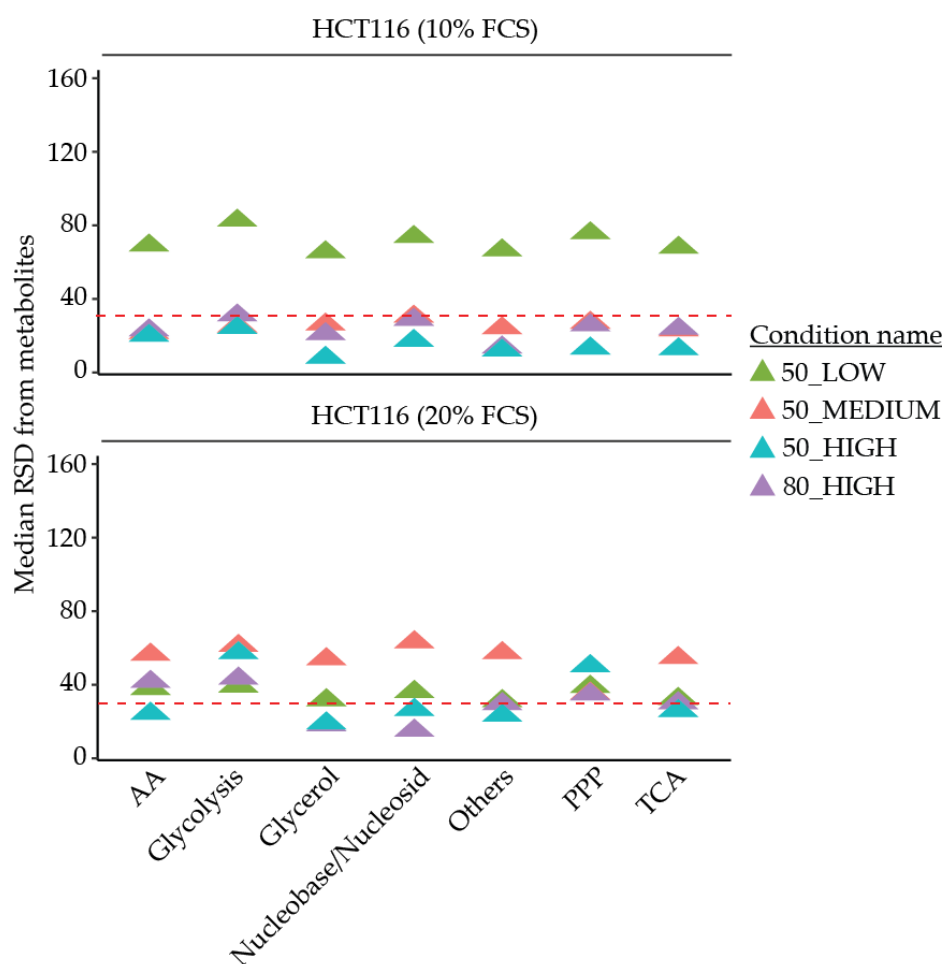 HCT116 (10% FCS)
160
120
80
40
0
HCT116 (20% FCS)
160
120
80
40
0
Median RSD from metabolites
AA
Glycolysis
Glycerol
Nucleobase/Nucleosid
Others
PPP
TCA
Condition name
50_LOW
50_MEDIUM
50_HIGH
80_HIGH